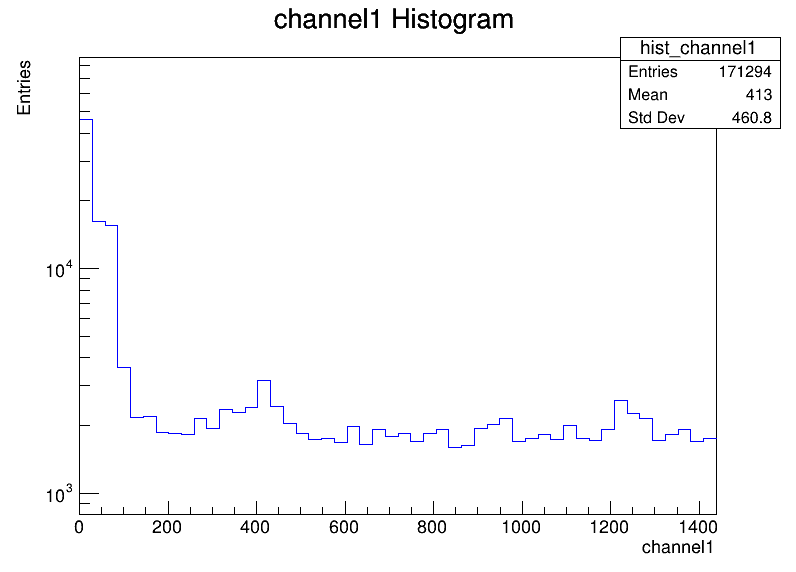 channel1 Histogram
hist_channel1
Entries 171294
Mean 413
Std Dev 460.8
Entries
10^4
10^3
0 200 400 600 800 1000 1200 1400
channel1